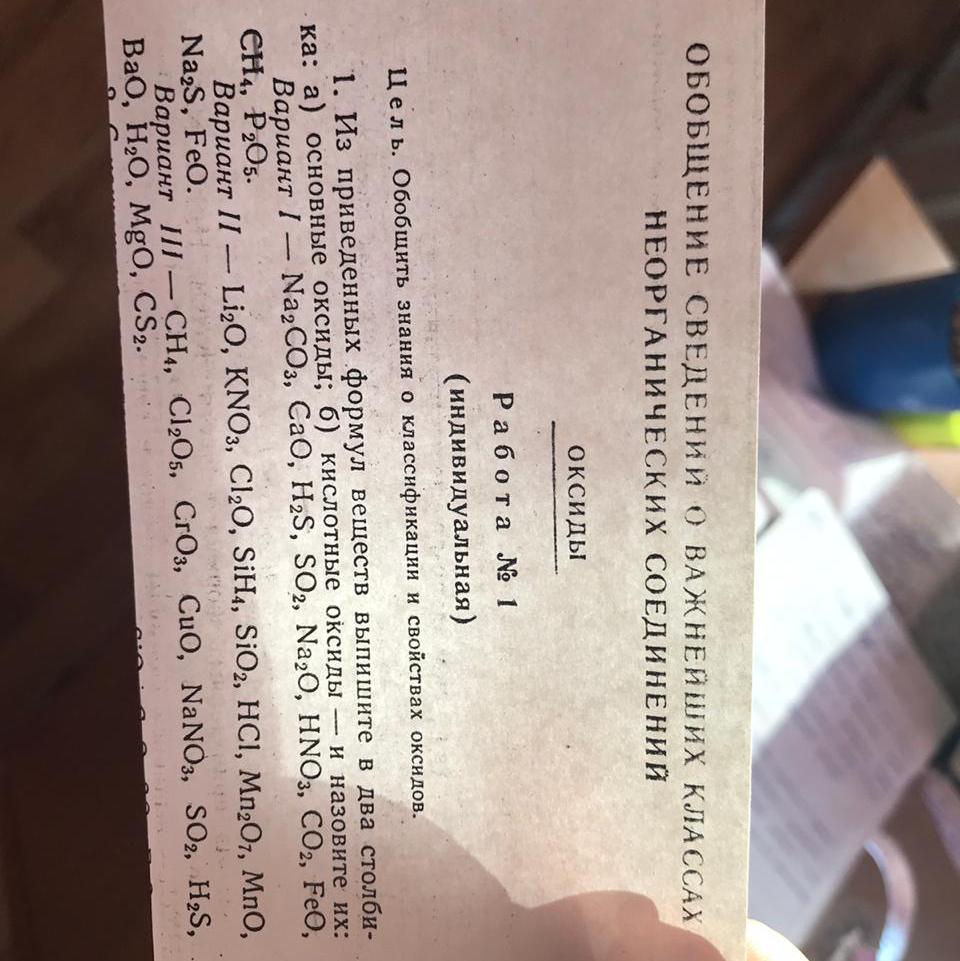 ОБОБЩЕНИЕ СВЕДЕНИЙ О ВАЖНЕЙШИХ КЛАССАХ
НЕОРГАНИЧЕСКИХ СОЕДИНЕНИЙ
ОКСИДЫ
Работа № 1
(индивидуальная)
Цель. Обобщить знания о классификации и свойствах оксидов.
1. Из приведенных формул веществ выпишите в два столби-
ка: а) основные оксиды; б) кислотные оксиды — и назовите их:
Вариант I — Na₂CO₃, CaO, H₂S, SO₂, Na₂O, HNO₃, CO₂, FeO,
CH₄, P₂O₅.
Вариант II — Li₂O, KNO₃, Cl₂O, SiH₄, SiO₂, HCl, Mn₂O₇, MnO,
Na₂S, FeO.
Вариант III — CH₄, Cl₂O₅, CrO₃, CuO, NaNO₃, SO₂, H₂S,
BaO, H₂O, MgO, CS₂.